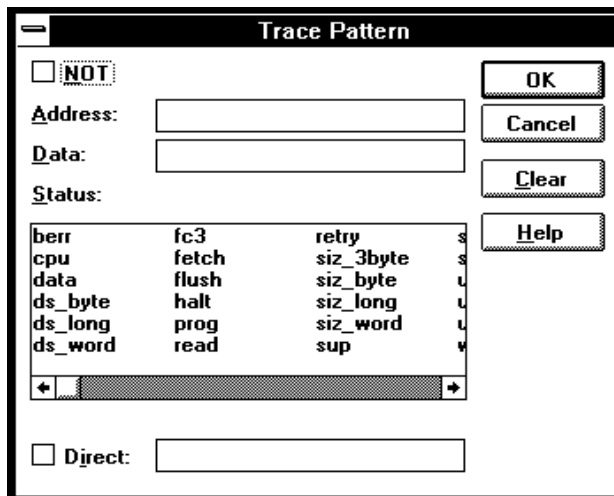 Trace Pattern
NOT
OK
Address:
Cancel
Data:
Clear
Status:
Help
berr fc3 retry s
cpu fetch siz_3byte s
data flush siz_byte
ds_byte halt siz_long
ds_long prog siz_word
ds_word read sup
Direct: